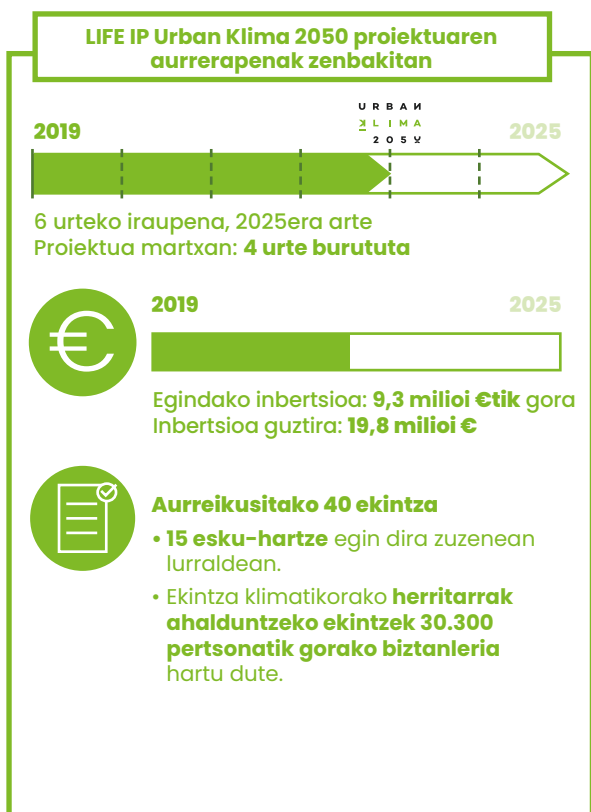 LIFE IP Urban Klima 2050 proiektuaren
aurrerapenak zenbakitan
URBAN
KLIMA
2050
2019
2025
6 urteko iraupena, 2025era arte
Proiektua martxan: 4 urte burututa
€
2019
2025
Egindako inbertsioa: 9,3 milioi €tik gora
Inbertsioa guztira: 19,8 milioi €
Aurreikusitako 40 ekintza
• 15 esku-hartze egin dira zuzenean
lurraldean.
• Ekintza klimatikorako herritarrak
ahalduntzeko ekintzek 30.300
pertsonatik gorako biztanleria
hartu dute.